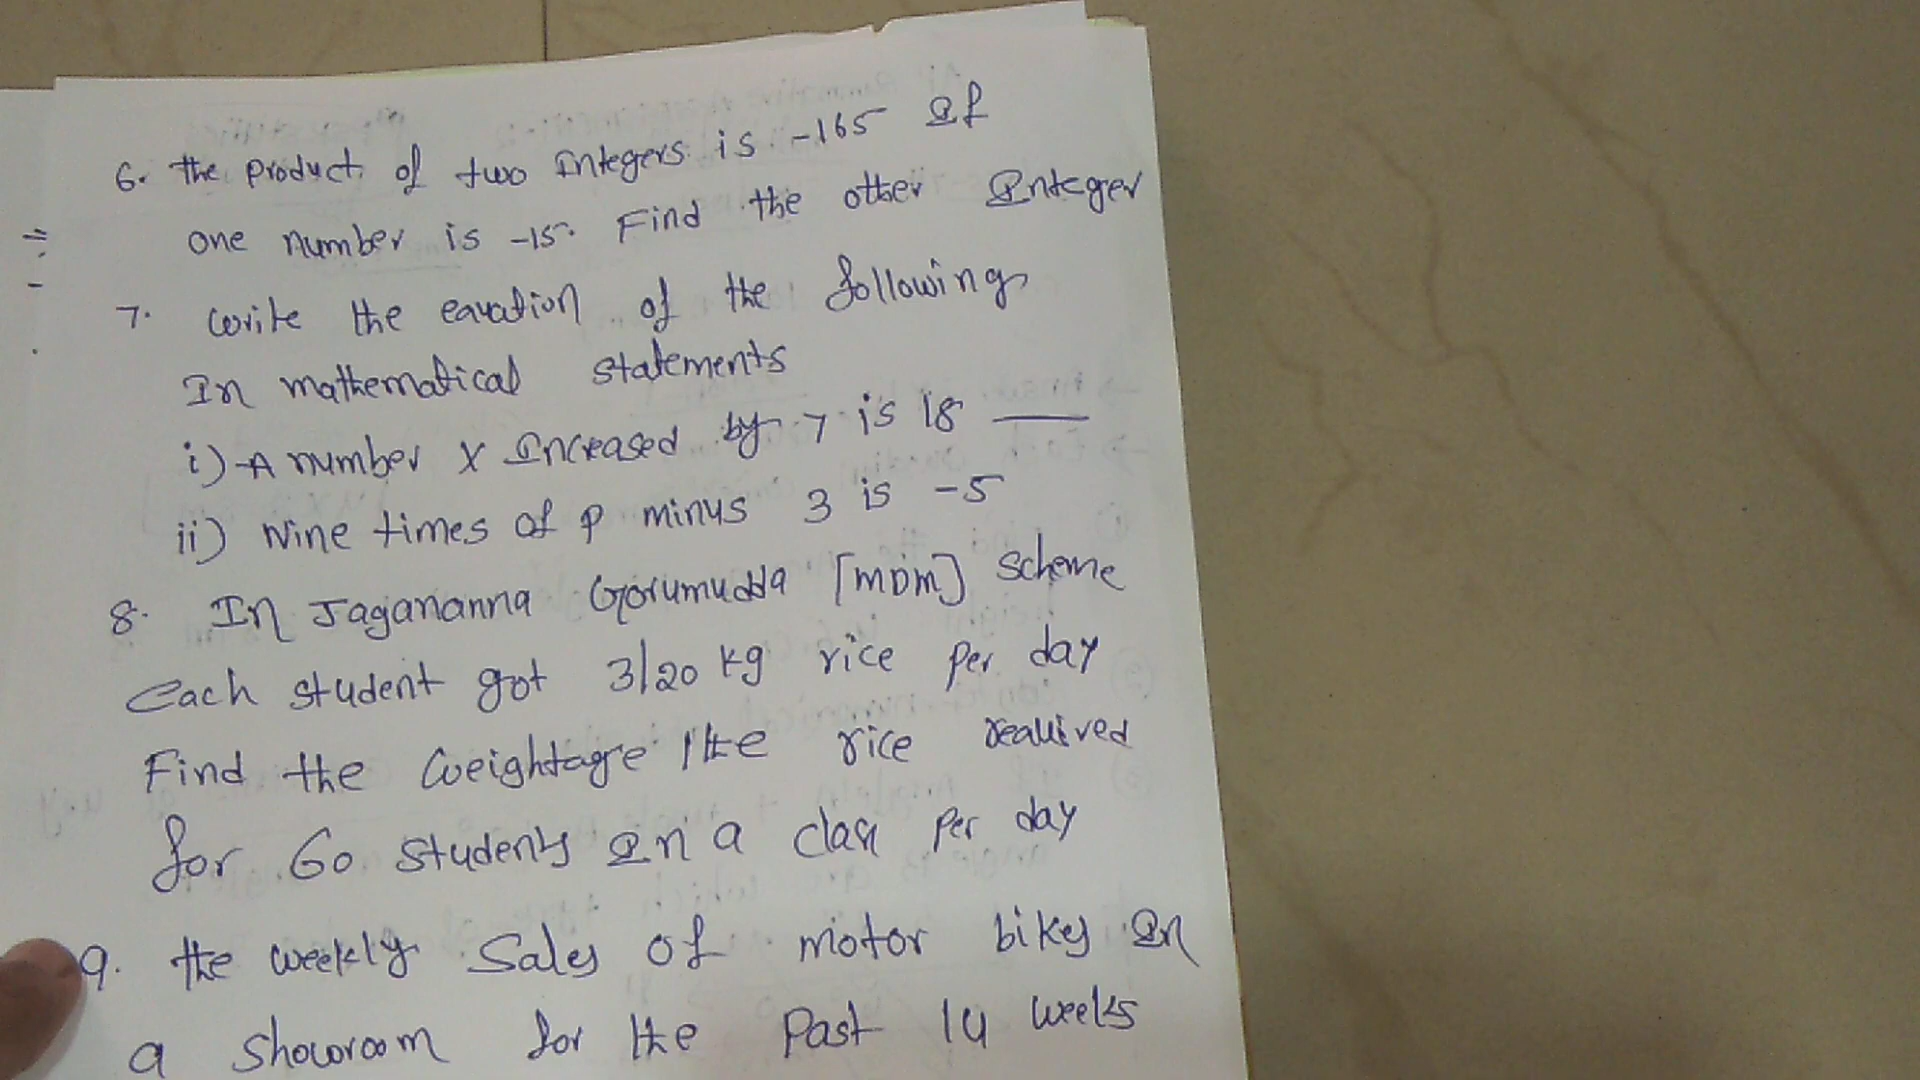 6. The product of two Integers is -165 If
one number is -15. Find the other Integer
7. Write the eauation of the following
In mathematical statements
i) A number x Increased by 7 is 18 ___
ii) Nine times of p minus 3 is -5
8. In Jagananna Gorumudda [MDM] scheme
each student got 3/20 kg rice per day
Find the weightage the rice reauired
for 60 students In a class per day
9. the weekly Sales of motor bikes In
a showroom for the Past 14 weeks